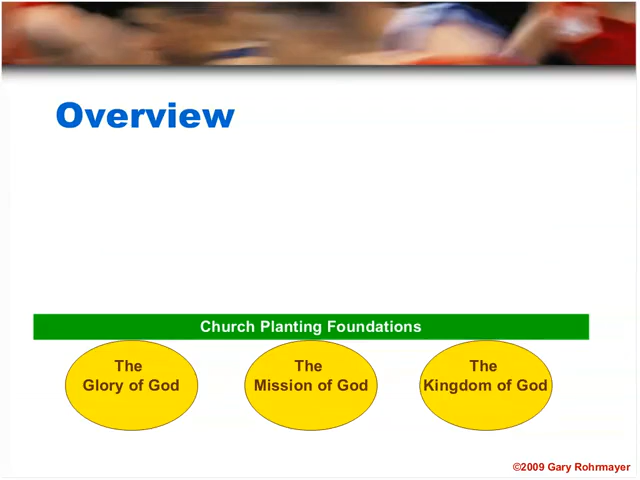 Overview
Church Planting Foundations
The
Glory of God
The
Mission of God
The
Kingdom of God
©2009 Gary Rohrmayer